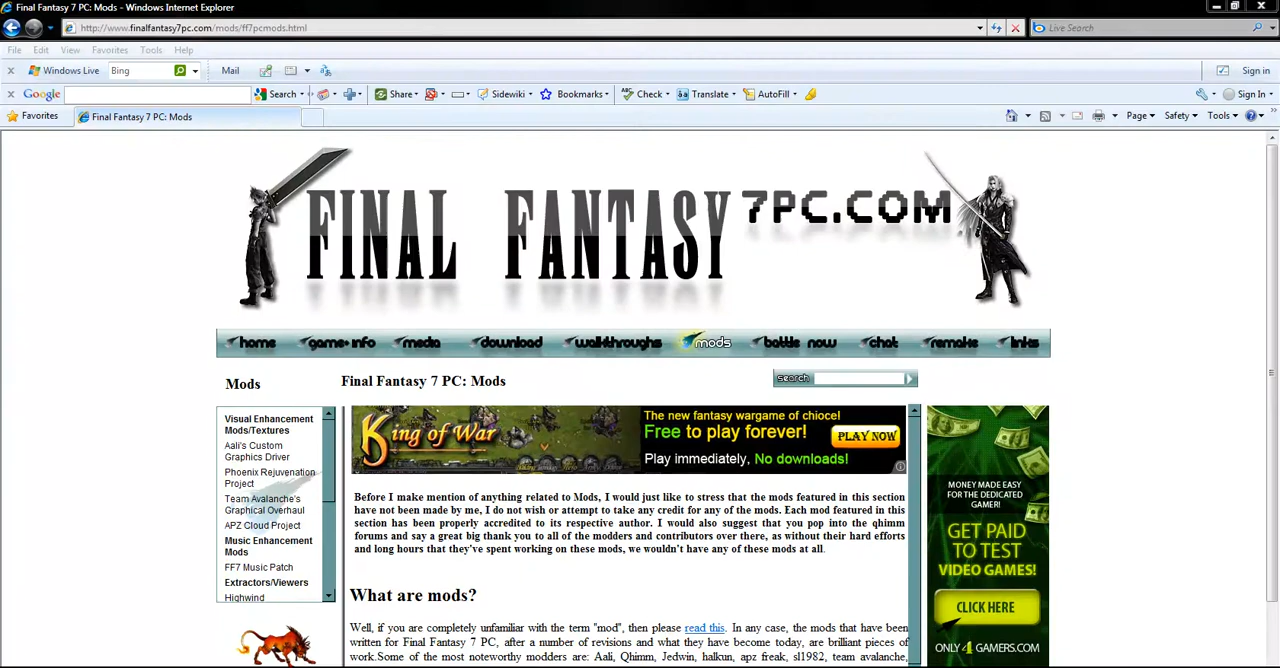 Final Fantasy 7 PC: Mods - Windows Internet Explorer
http://www.finalfantasy7pc.com/mods/ff7pcmods.html
Live Search
File Edit View Favorites Tools Help
Windows Live Bing Mail Sign in
Google Search Share Sidewiki Bookmarks Check Translate AutoFill Sign In
Favorites Final Fantasy 7 PC: Mods Page Safety Tools
FINAL FANTASY 7PC.COM
home game info media download walkthroughs mods battle now chat remake links
Mods
Final Fantasy 7 PC: Mods
search
Visual Enhancement
Mods/Textures
Aali's Custom
Graphics Driver
Phoenix Rejuvenation
Project
Team Avalanche's
Graphical Overhaul
APZ Cloud Project
Music Enhancement
Mods
FF7 Music Patch
Extractors/Viewers
Highwind
King of War
The new fantasy wargame of chioce!
Free to play forever!
PLAY NOW
Play immediately, No downloads!
Before I make mention of anything related to Mods, I would just like to stress that the mods featured in this section
have not been made by me, I do not wish or attempt to take any credit for any of the mods. Each mod featured in this
section has been properly accredited to its respective author. I would also suggest that you pop into the qhimm
forums and say a great big thank you to all of the modders and contributors over there, as without their hard efforts
and long hours that they've spent working on these mods, we wouldn't have any of these mods at all.
What are mods?
Well, if you are completely unfamiliar with the term "mod", then please read this. In any case, the mods that have been
written for Final Fantasy 7 PC, after a number of revisions and what they have become today, are brilliant pieces of
work.Some of the most noteworthy modders are: Aali, Qhimm, Jedwin, halkun, apz freak, sl1982, team avalanche,
MONEY MADE EASY
FOR THE DEDICATED
GAMER!
GET PAID
TO TEST
VIDEO GAMES!
CLICK HERE
ONLY4GAMERS.COM